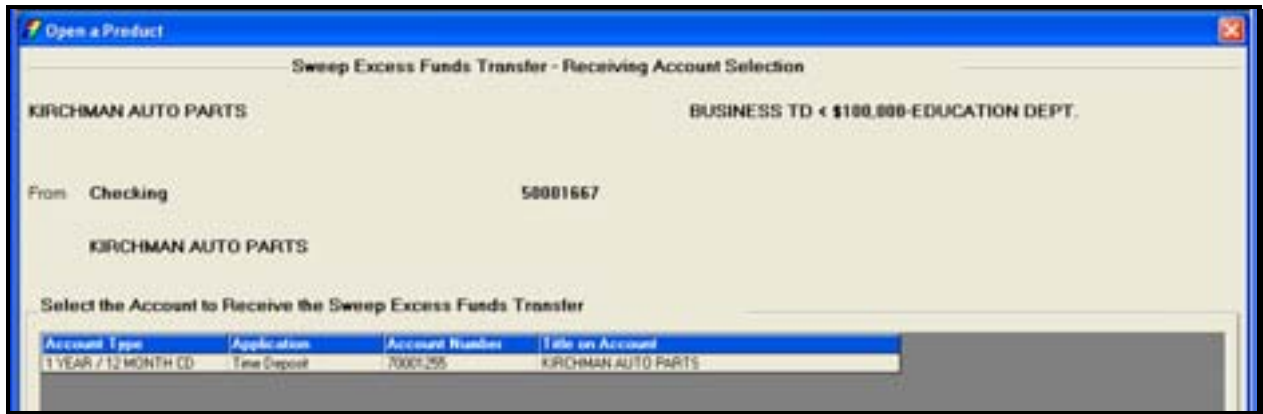 Open a Product
Sweep Excess Funds Transfer - Receiving Account Selection
KIRCHMAN AUTO PARTS BUSINESS TD < $100,000-EDUCATION DEPT.
From Checking 50001667
KIRCHMAN AUTO PARTS
Select the Account to Receive the Sweep Excess Funds Transfer
Account Type Application Account Number Title on Account
1 YEAR / 12 MONTH CD Time Deposit 70001255 KIRCHMAN AUTO PARTS